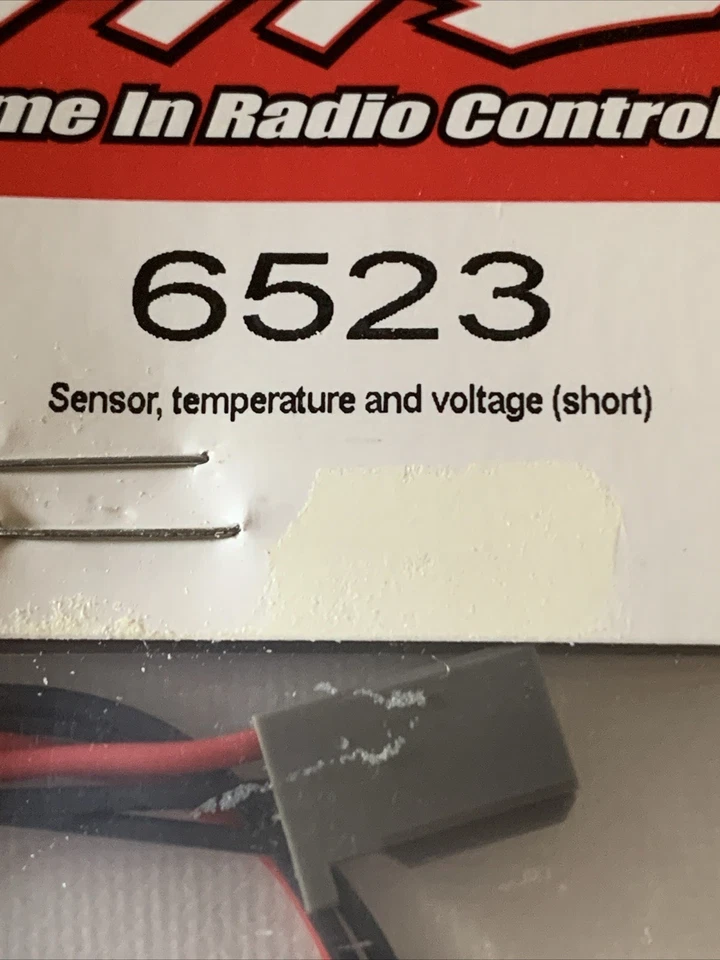 me In Radio Control
6523
Sensor, temperature and voltage (short)